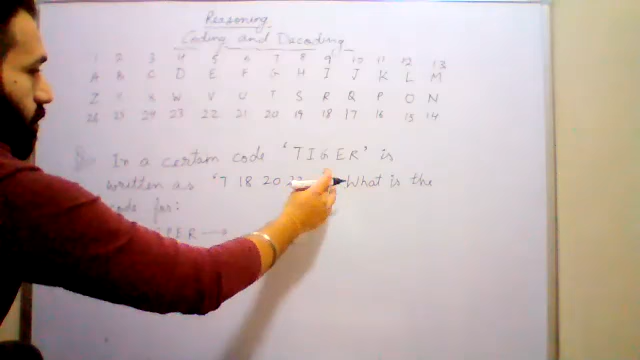 Reasoning
Coding and Decoding
1 2 3 4 5 6 7 8 9 10 11 12 13
A B C D E F G H I J K L M
Z X W V U T S R Q P O N
26 25 24 23 22 21 20 19 18 17 16 15 14
In a certain code 'TIGER' is
written as '7 18 20 What is the
code for: